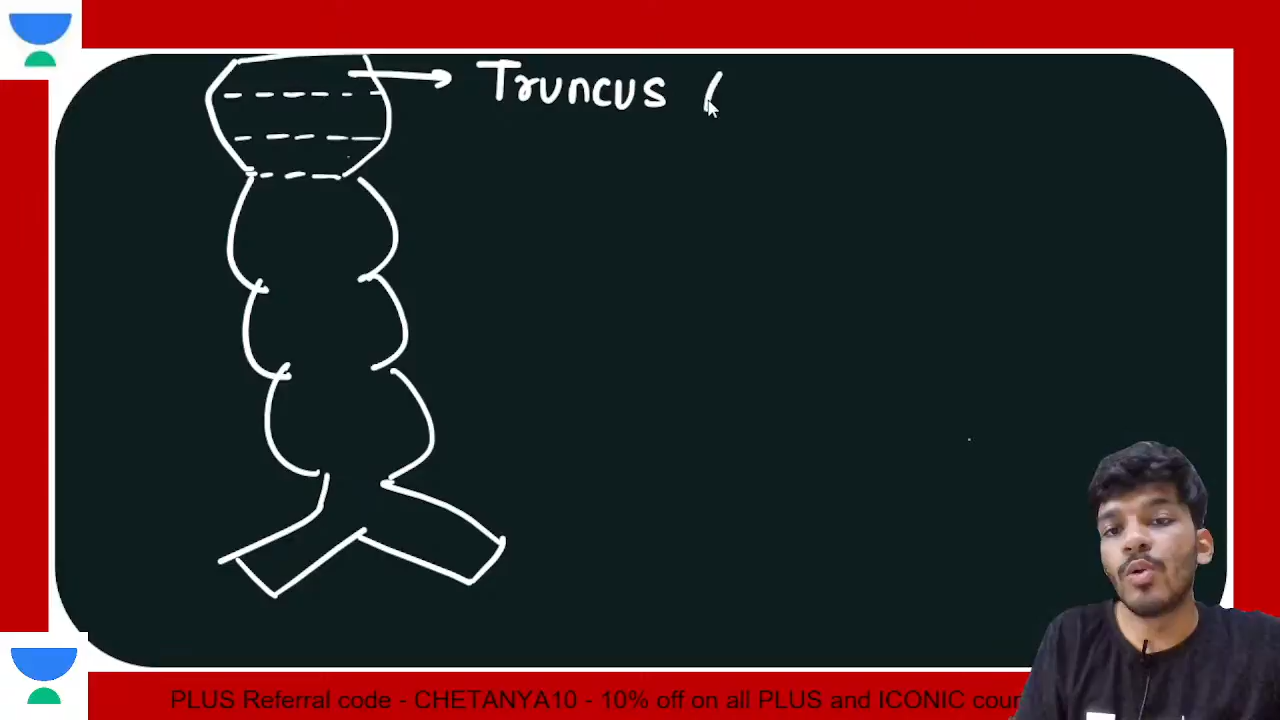 Truncus (
PLUS Referral code - CHETANYA10 - 10% off on all PLUS and ICONIC cour